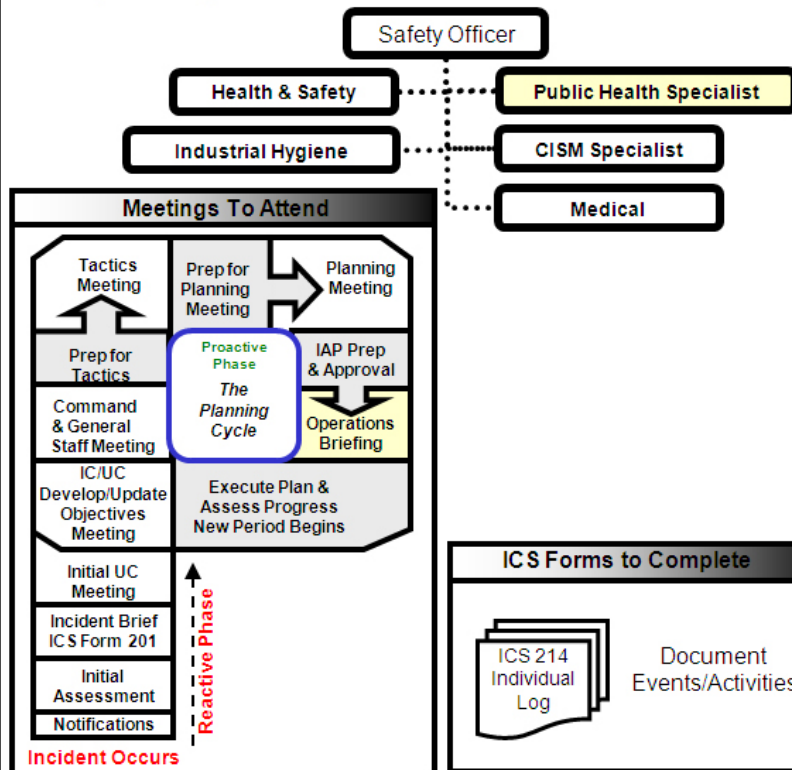 Safety Officer
Health & Safety
Public Health Specialist
Industrial Hygiene
CISM Specialist
Medical
Meetings To Attend
Tactics
Meeting
Prep for
Planning
Meeting
Planning
Meeting
Prep for
Tactics
Proactive
Phase
The
Planning
Cycle
IAP Prep
& Approval
Command
& General
Staff Meeting
Operations
Briefing
IC/UC
Develop/Update
Objectives
Meeting
Execute Plan &
Assess Progress
New Period Begins
Initial UC
Meeting
Incident Brief
ICS Form 201
Initial
Assessment
Notifications
Reactive Phase
Incident Occurs
ICS Forms to Complete
ICS 214
Individual
Log
Document
Events/Activities